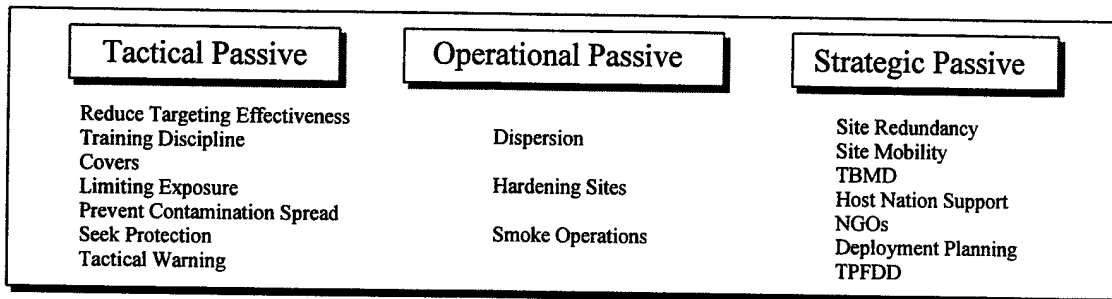 Tactical Passive
Reduce Targeting Effectiveness
Training Discipline
Covers
Limiting Exposure
Prevent Contamination Spread
Seek Protection
Tactical Warning
Operational Passive
Dispersion
Hardening Sites
Smoke Operations
Strategic Passive
Site Redundancy
Site Mobility
TBMD
Host Nation Support
NGOs
Deployment Planning
TPFDD